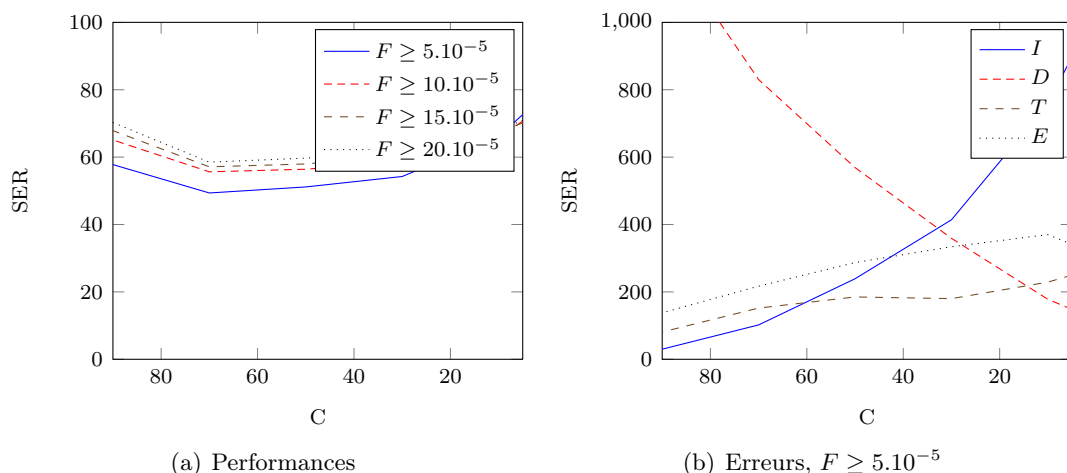 100
80
60
40
20
0
SER
80 60 40 20
C
F ≥ 5.10⁻⁵
F ≥ 10.10⁻⁵
F ≥ 15.10⁻⁵
F ≥ 20.10⁻⁵
(a) Performances
1,000
800
600
400
200
0
SER
80 60 40 20
C
I
D
T
E
(b) Erreurs, F ≥ 5.10⁻⁵